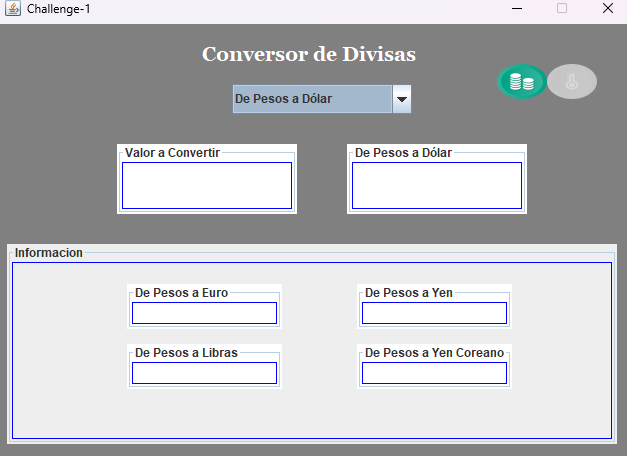 Challenge-1
Conversor de Divisas
De Pesos a Dólar
Valor a Convertir
De Pesos a Dólar
Informacion
De Pesos a Euro
De Pesos a Yen
De Pesos a Libras
De Pesos a Yen Coreano